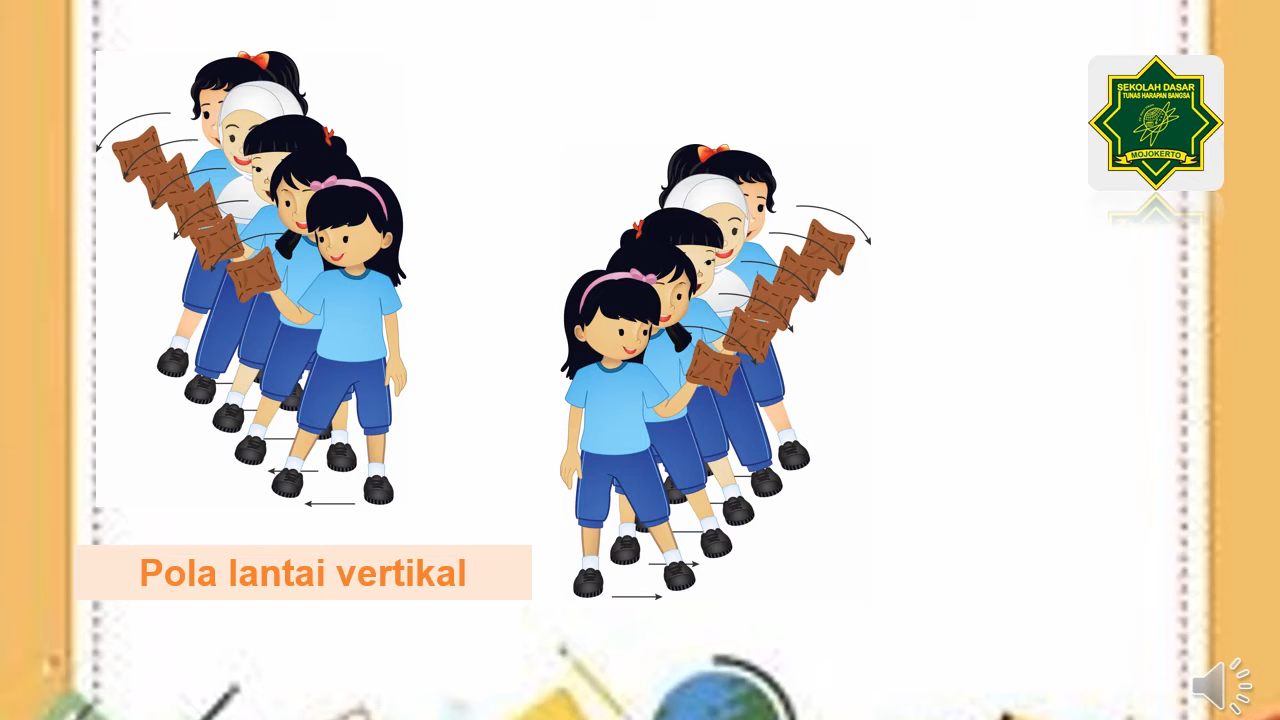 SEKOLAH DASAR
TUNAS HARAPAN BANGSA
MOJOKERTO
Pola lantai vertikal